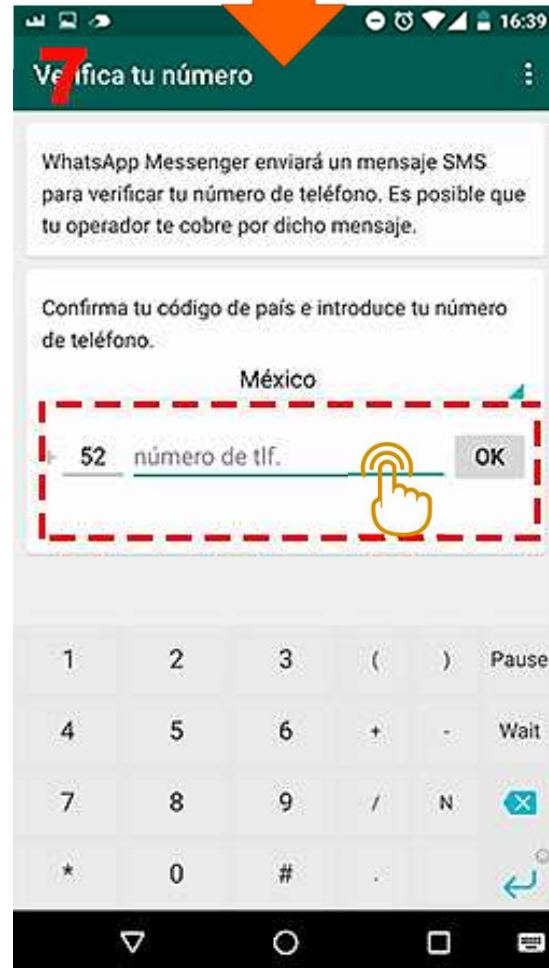 16:39
7
Verifica tu número
WhatsApp Messenger enviará un mensaje SMS
para verificar tu número de teléfono. Es posible que
tu operador te cobre por dicho mensaje.
Confirma tu código de país e introduce tu número
de teléfono.
México
+ 52 número de tlf. OK
1 2 3 ( ) Pause
4 5 6 + - Wait
7 8 9 / N
* 0 # .